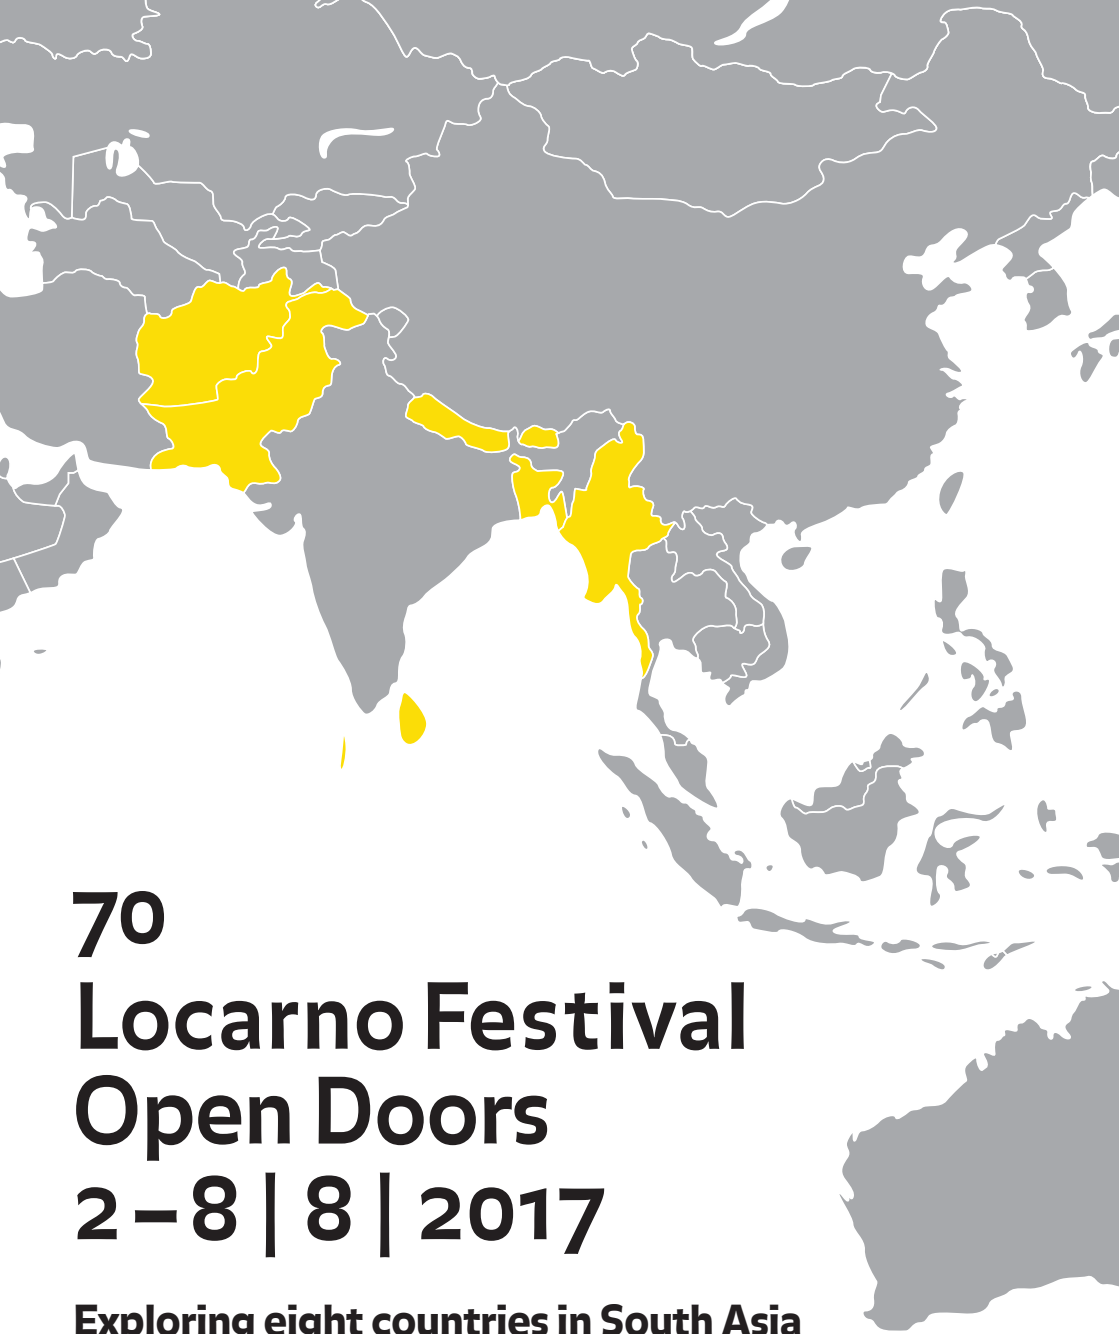 70
Locarno Festival
Open Doors
2 – 8 | 8 | 2017
Exploring eight countries in South Asia